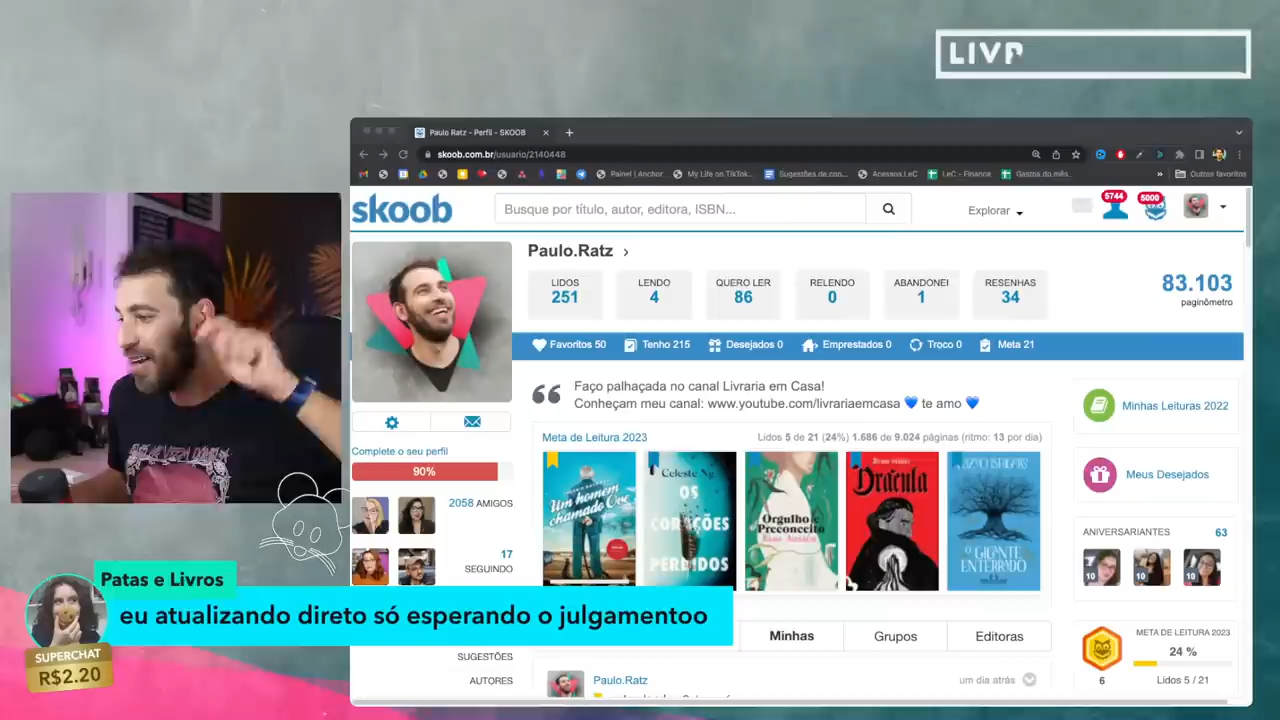 LIVR
Paulo Ratz - Perfil - SKOOB
skoob.com.br/usuario/2140448
Painel | Anchor...
My Life on TikTok...
Sugestões de con...
Acessos LeC
LeC - Finance
Gastos do mês...
Outros favoritos
skoob
Busque por título, autor, editora, ISBN...
Explorar
5744
5000
Paulo.Ratz
LIDOS
251
LENDO
4
QUERO LER
86
RELENDO
0
ABANDONEI
1
RESENHAS
34
83.103
paginômetro
Favoritos 50
Tenho 215
Desejados 0
Emprestados 0
Troco 0
Meta 21
Faço palhaçada no canal Livraria em Casa!
Conheçam meu canal: www.youtube.com/livrariaemcasa 💙 te amo 💙
Complete o seu perfil
90%
2058 AMIGOS
17
SEGUINDO
Meta de Leitura 2023
Lidos 5 de 21 (24%) 1.686 de 9.024 páginas (ritmo: 13 por dia)
Um homem
chamado Ove
Celeste Ng
OS
CORAÇÕES
PERDIDOS
Orgulho e
Preconceito
Jane Austen
Bram Stoker
Drácula
KAZUO ISHIGURO
O GIGANTE
ENTERRADO
Minhas Leituras 2022
Meus Desejados
ANIVERSARIANTES
63
10
10
10
META DE LEITURA 2023
24 %
6
Lidos 5 / 21
Patas e Livros
eu atualizando direto só esperando o julgamentoo
SUPERCHAT
R$2.20
SUGESTÕES
AUTORES
Minhas
Grupos
Editoras
Paulo.Ratz
um dia atrás